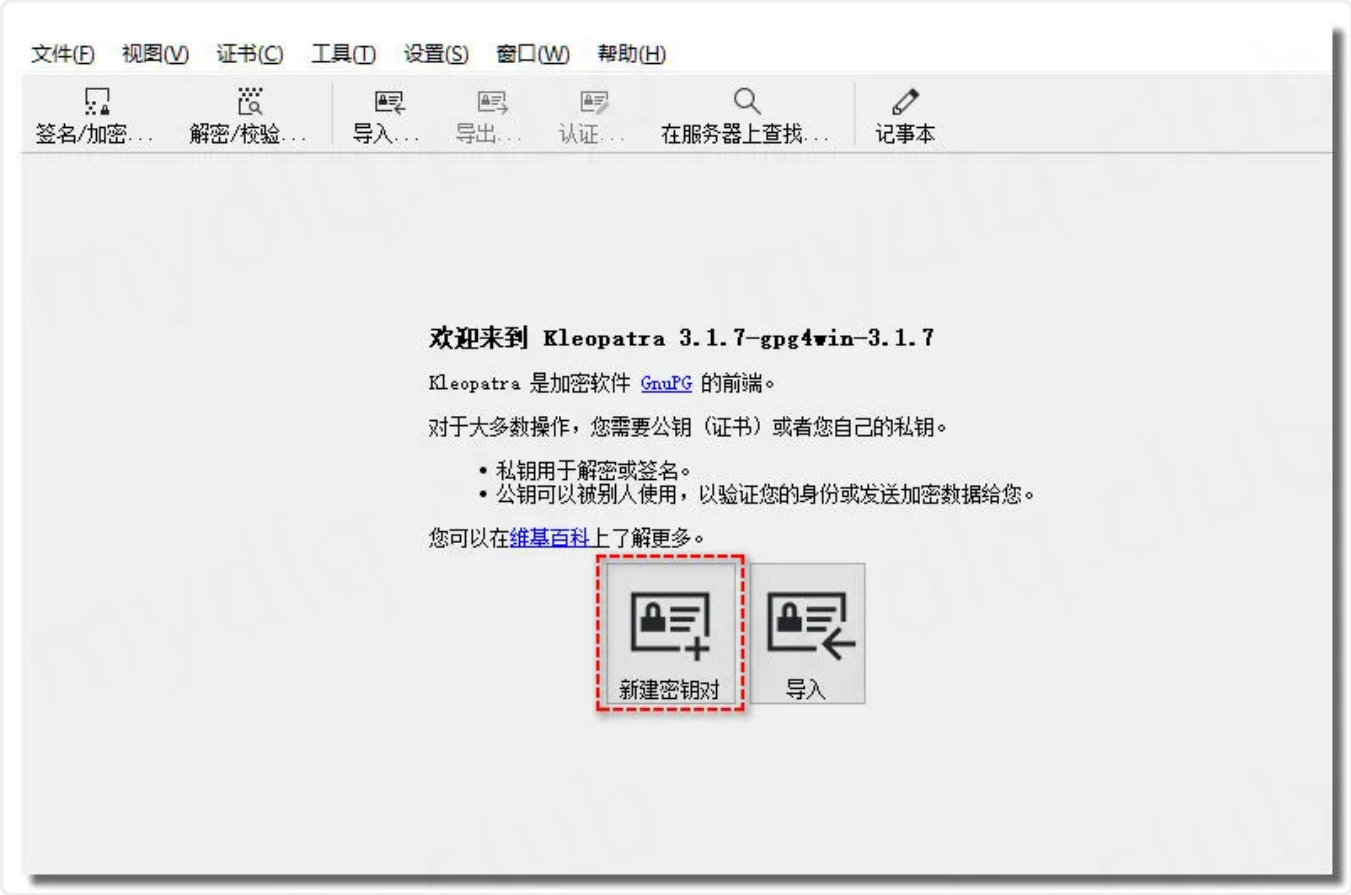 文件(F) 视图(V) 证书(C) 工具(T) 设置(S) 窗口(W) 帮助(H)
签名/加密... 解密/校验... 导入... 导出... 认证... 在服务器上查找... 记事本
欢迎来到 Kleopatra 3.1.7-gpg4win-3.1.7
Kleopatra 是加密软件 GnuPG 的前端。
对于大多数操作，您需要公钥（证书）或者您自己的私钥。
• 私钥用于解密或签名。
• 公钥可以被别人使用，以验证您的身份或发送加密数据给您。
您可以在维基百科上了解更多。
新建密钥对 导入